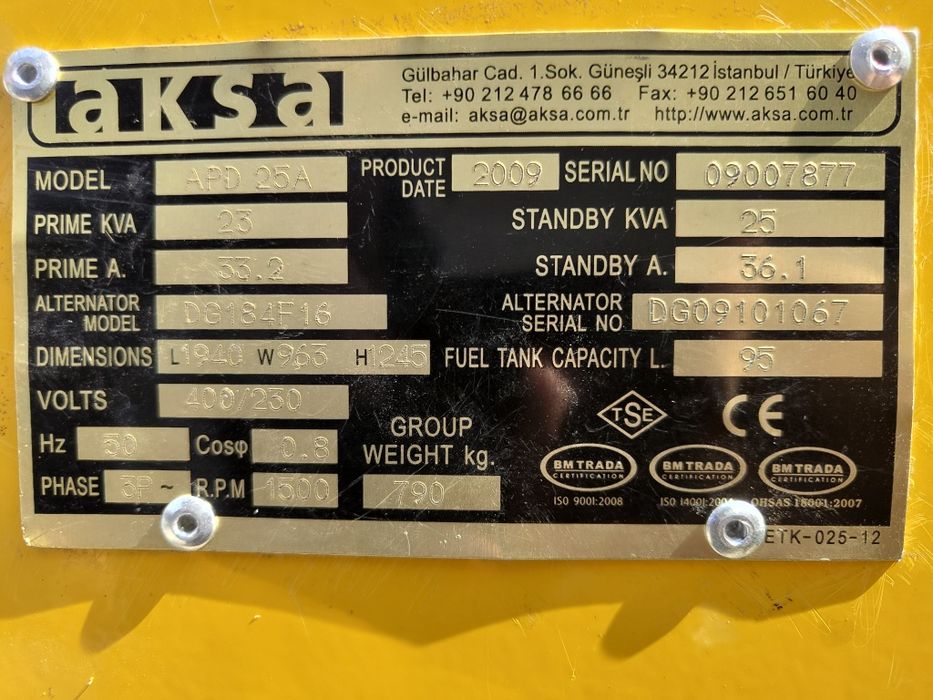 aksa
Gülbahar Cad. 1.Sok. Güneşli 34212 İstanbul / Türkiye
Tel: +90 212 478 66 66 Fax: +90 212 651 60 40
e-mail: aksa@aksa.com.tr http://www.aksa.com.tr
MODEL APD 25A PRODUCT DATE 2009 SERIAL NO 09007877
PRIME KVA 23 STANDBY KVA 25
PRIME A. 33.2 STANDBY A. 36.1
ALTERNATOR MODEL DG184F16 ALTERNATOR SERIAL NO DG09101067
DIMENSIONS L1940 W963 H1245 FUEL TANK CAPACITY L. 95
VOLTS 400/230
TSE CE
Hz 50 Cosφ 0.8 GROUP WEIGHT kg. 790
PHASE 3P~ R.P.M 1500
BM TRADA CERTIFICATION BM TRADA CERTIFICATION BM TRADA CERTIFICATION
ISO 9001:2008 ISO 14001:2004 OHSAS 18001:2007
ETK-025-12